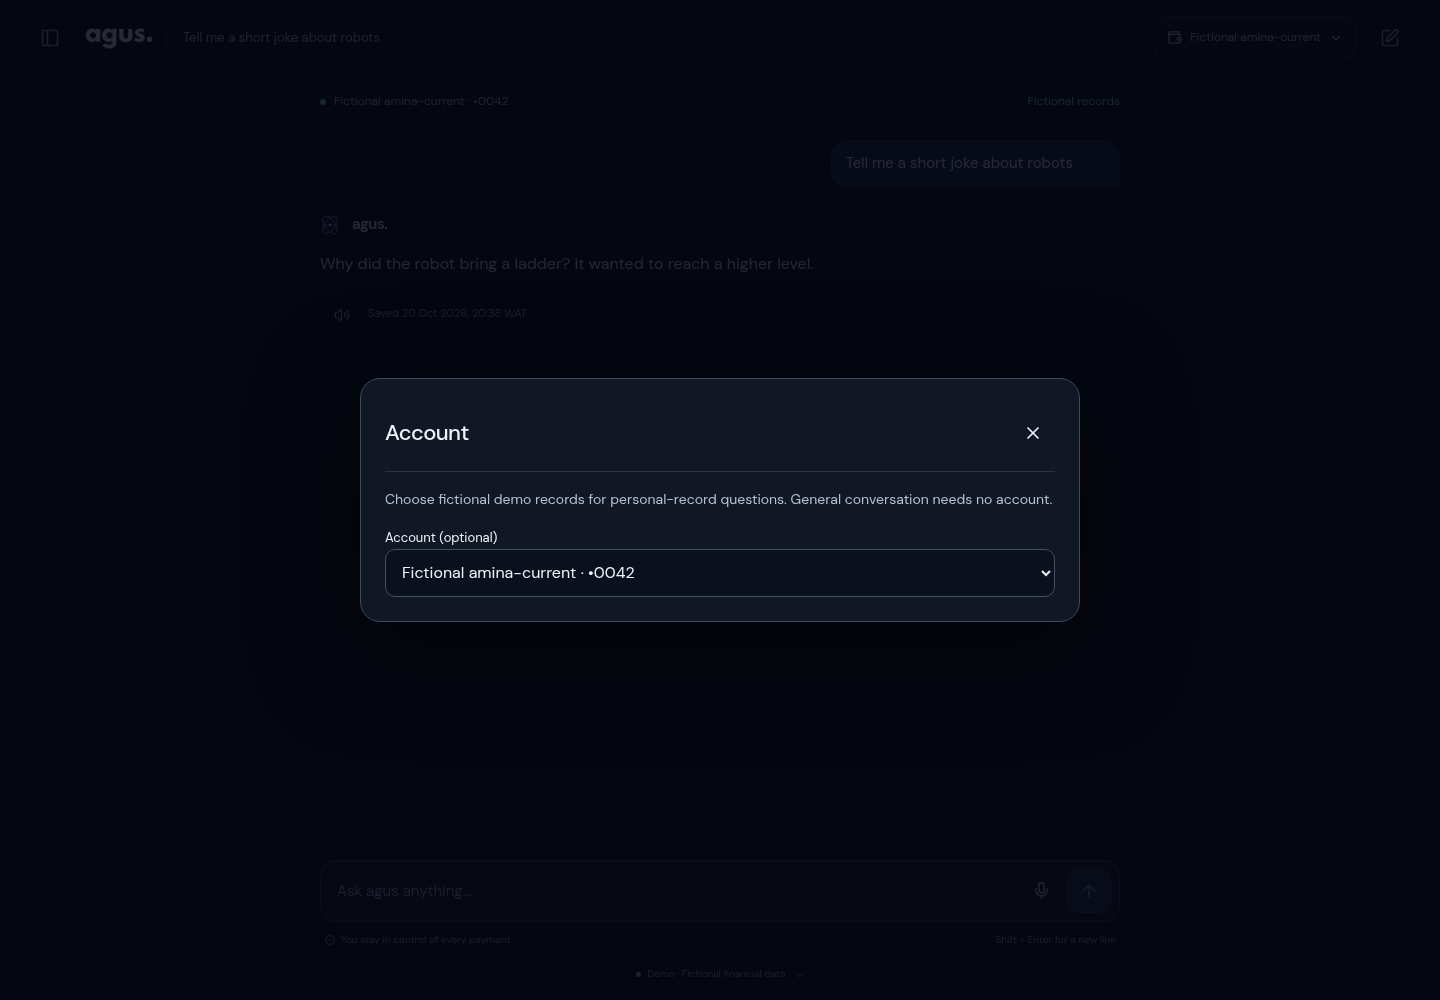 agus.
Tell me a short joke about robots
Fictional amina-current
Fictional amina-current · •0042
Fictional records
Tell me a short joke about robots
agus.
Why did the robot bring a ladder? It wanted to reach a higher level.
Saved 20 Oct 2026, 20:38 WAT
Account
Choose fictional demo records for personal-record questions. General conversation needs no account.
Account (optional)
Fictional amina-current · •0042
Ask agus anything...
You stay in control of every payment.
Shift + Enter for a new line
Demo · Fictional financial data